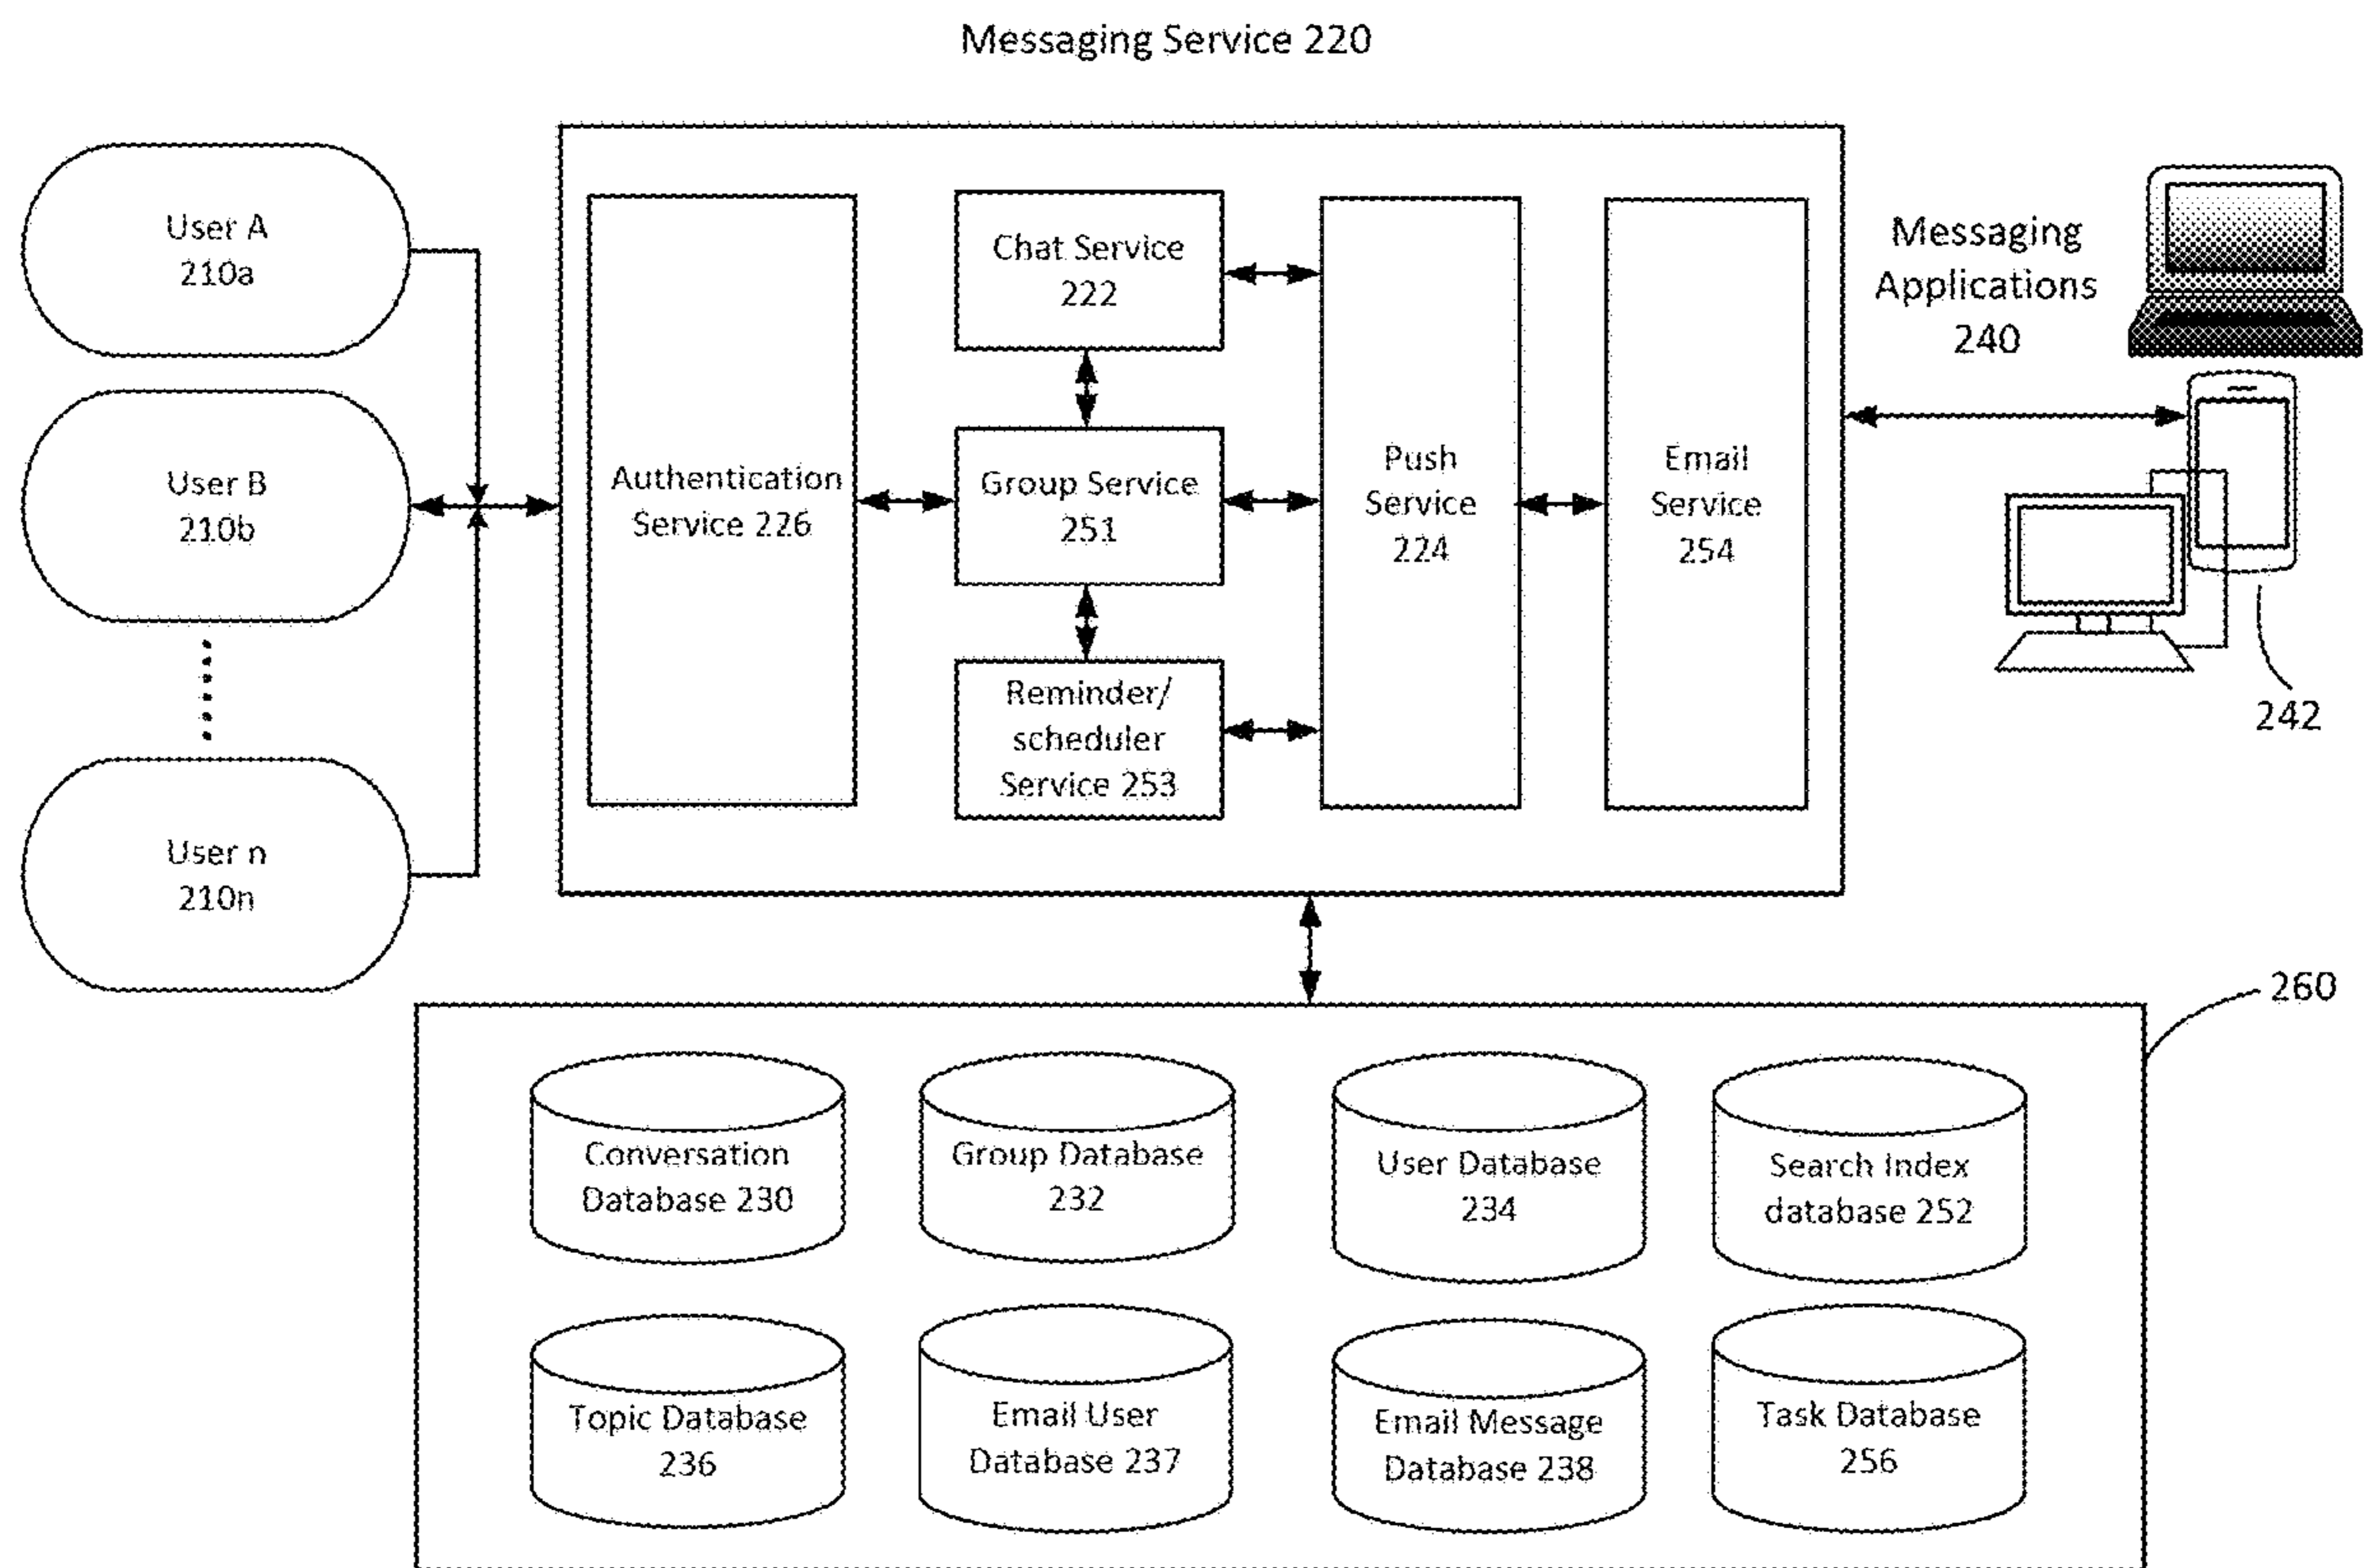 Messaging Service 220
User A
210a
User B
210b
User n
210n
Authentication
Service 226
Chat Service
222
Group Service
251
Reminder/
scheduler
Service 253
Push
Service
224
Email
Service
254
Messaging
Applications
240
242
260
Conversation
Database 230
Group Database
232
User Database
234
Search Index
database 252
Topic Database
236
Email User
Database 237
Email Message
Database 238
Task Database
256